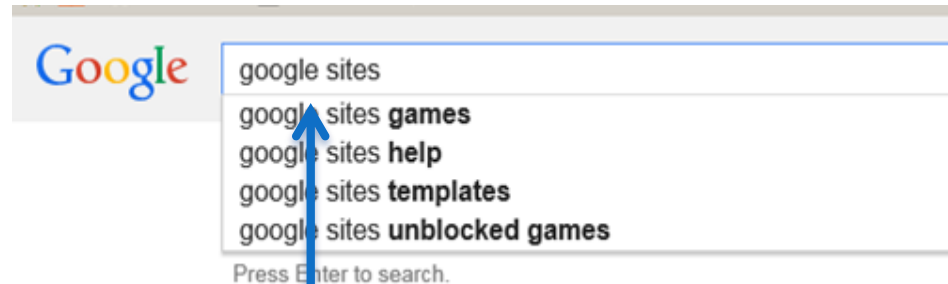 Google
google sites
google sites games
google sites help
google sites templates
google sites unblocked games
Press Enter to search.